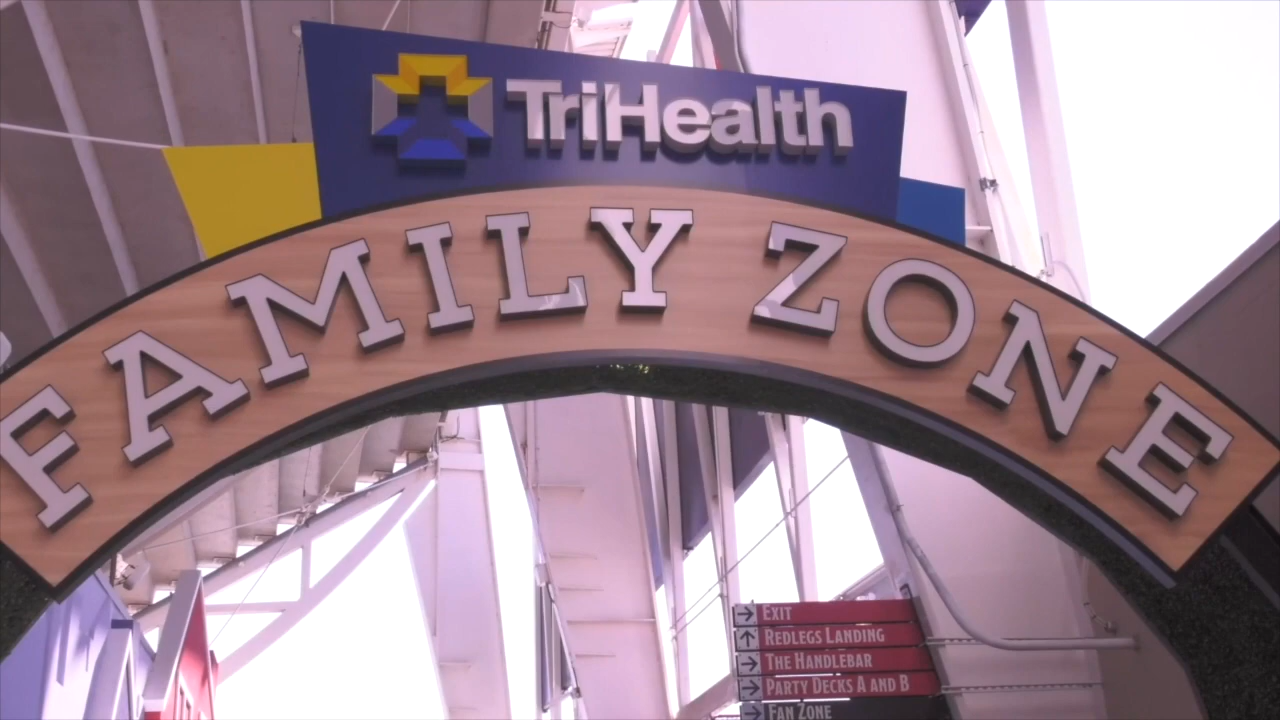 TriHealth
FAMILY ZONE
→ EXIT
↑ REDLEGS LANDING
→ THE HANDLEBAR
→ PARTY DECKS A AND B
→ FAN ZONE